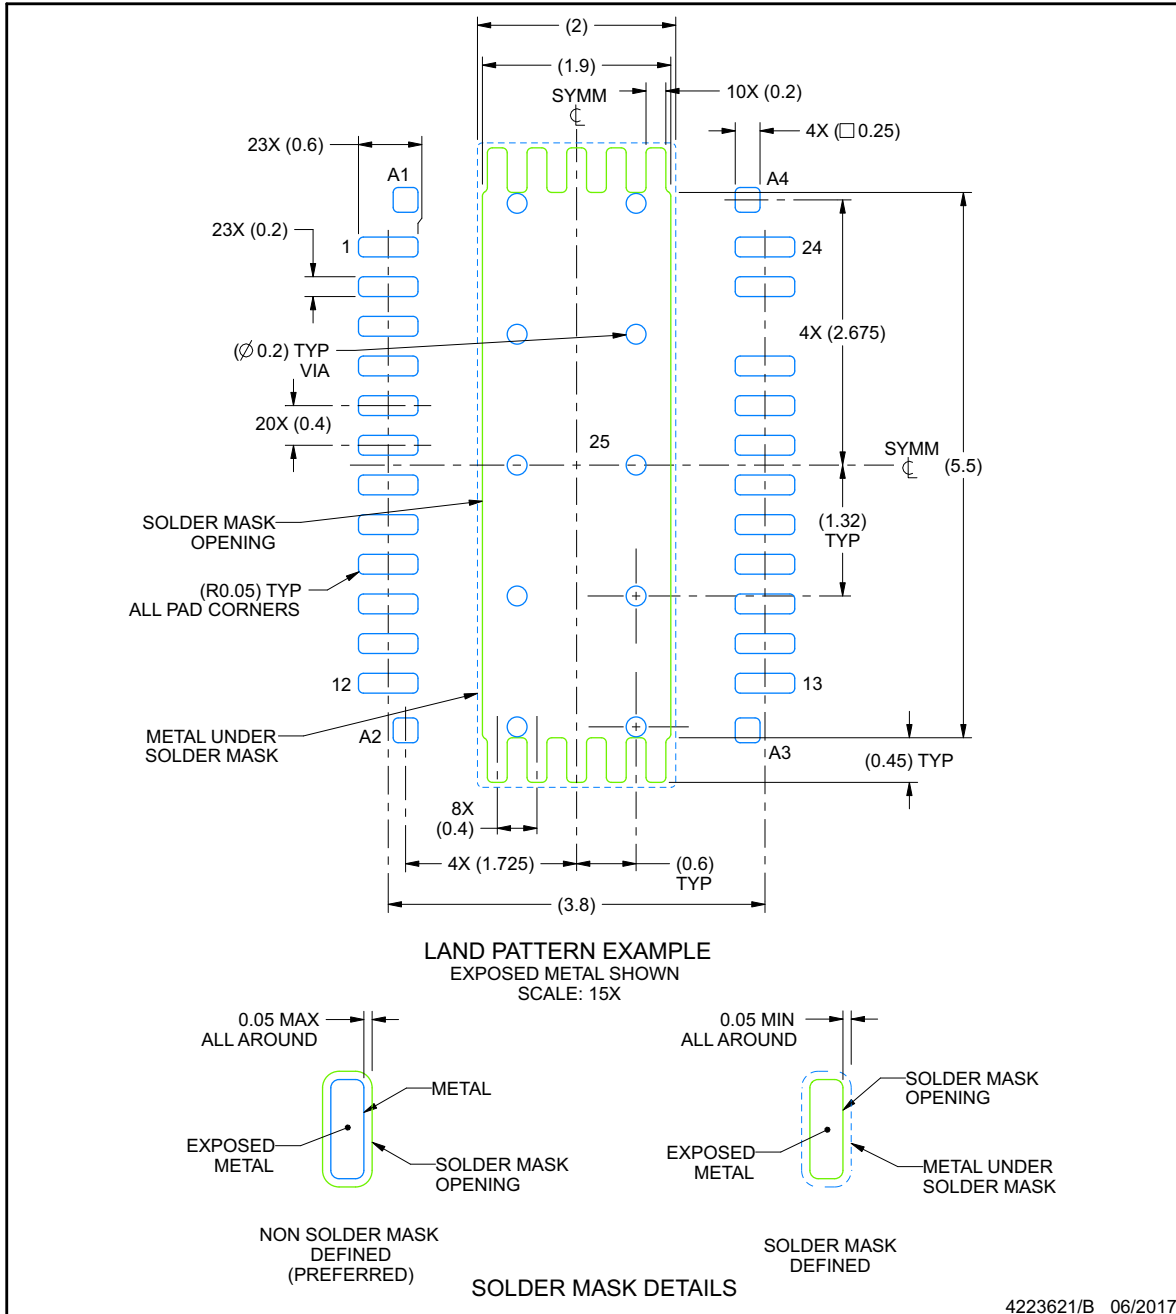 (2)
(1.9)
SYMM
10X (0.2)
4X (□ 0.25)
23X (0.6)
A1
A4
23X (0.2)
1
24
4X (2.675)
(Ø 0.2) TYP
VIA
20X (0.4)
25
SYMM
(5.5)
(1.32)
TYP
SOLDER MASK
OPENING
(R0.05) TYP
ALL PAD CORNERS
12
13
A2
A3
METAL UNDER
SOLDER MASK
(0.45) TYP
8X
(0.4)
4X (1.725)
(0.6)
TYP
(3.8)
LAND PATTERN EXAMPLE
EXPOSED METAL SHOWN
SCALE: 15X
0.05 MAX
ALL AROUND
METAL
EXPOSED
METAL
SOLDER MASK
OPENING
NON SOLDER MASK
DEFINED
(PREFERRED)
0.05 MIN
ALL AROUND
SOLDER MASK
OPENING
EXPOSED
METAL
METAL UNDER
SOLDER MASK
SOLDER MASK
DEFINED
SOLDER MASK DETAILS
4223621/B 06/2017